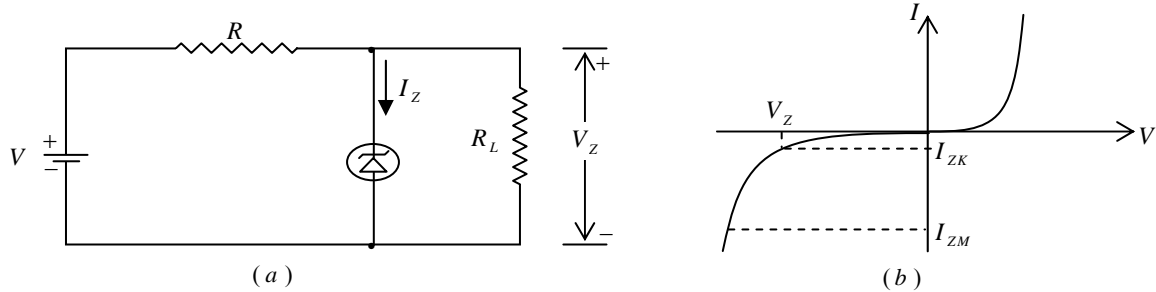 R
I_Z
V
+
−
R_L
+
V_Z
−
(a)
I
V_Z
V
I_ZK
I_ZM
(b)